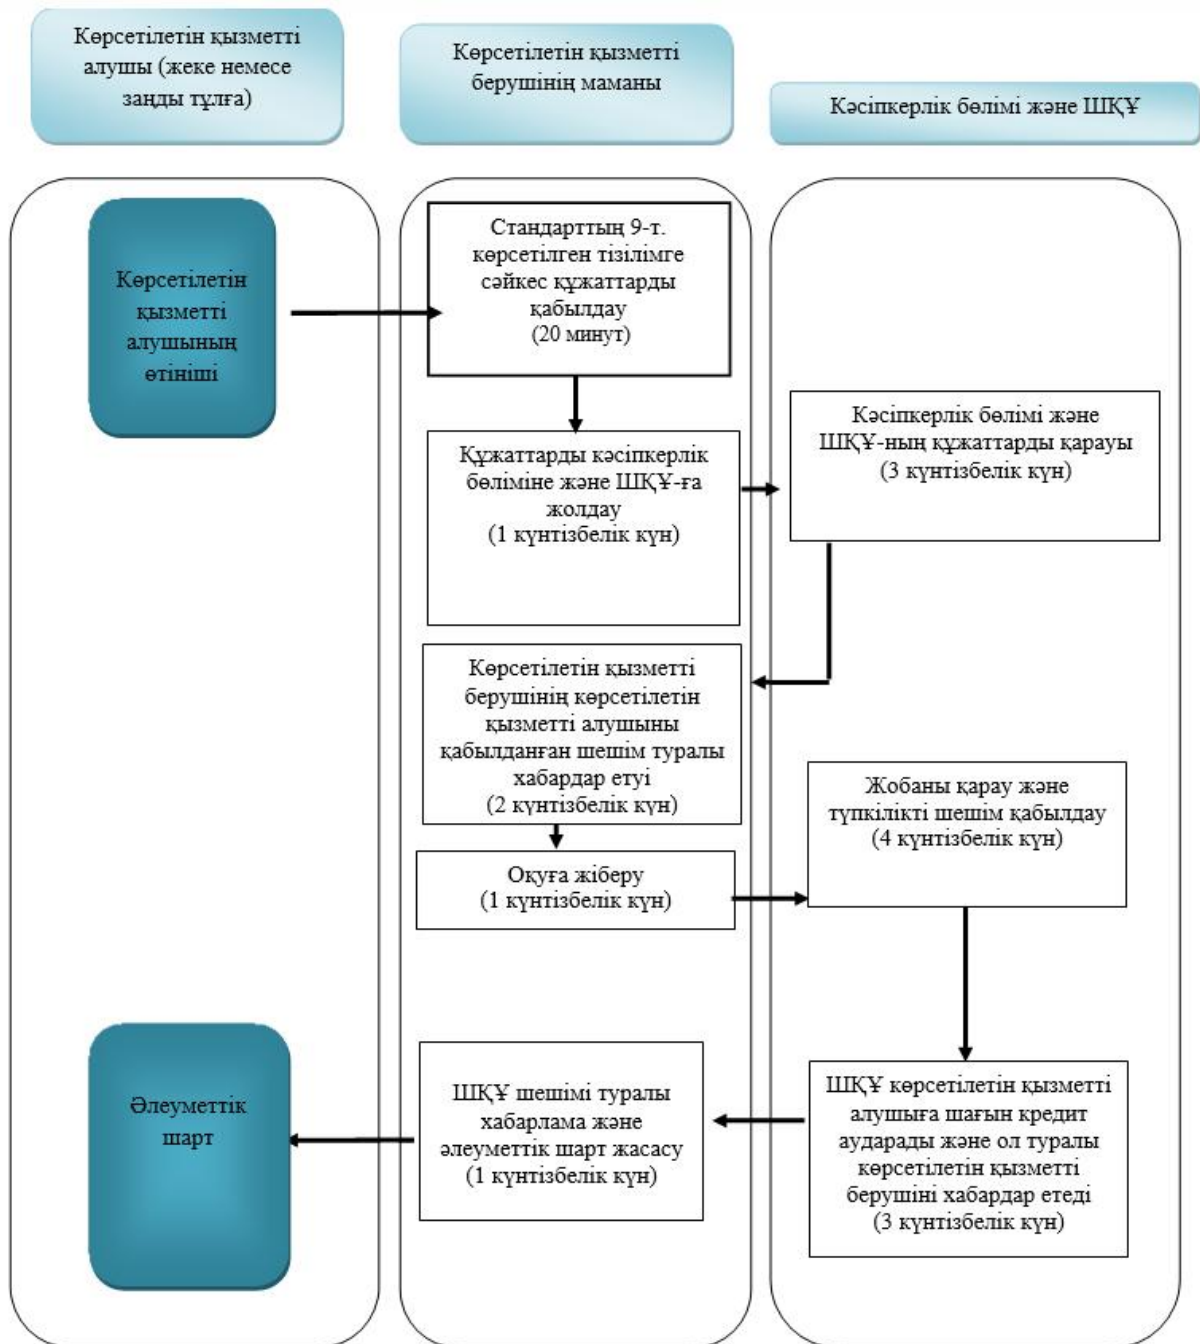 Көрсетілетін қызметті
алушы (жеке немесе
заңды тұлға)
Көрсетілетін қызметті
берушінің маманы
Кәсіпкерлік бөлімі және ШҚҰ
Көрсетілетін
қызметті
алушының
өтініші
Стандарттың 9-т.
көрсетілген тізілімге
сәйкес құжаттарды
қабылдау
(20 минут)
Құжаттарды кәсіпкерлік
бөліміне және ШҚҰ-ға
жолдау
(1 күнтізбелік күн)
Кәсіпкерлік бөлімі және
ШҚҰ-ның құжаттарды қарауы
(3 күнтізбелік күн)
Көрсетілетін қызметті
берушінің көрсетілетін
қызметті алушыны
қабылданған шешім туралы
хабардар етуі
(2 күнтізбелік күн)
Оқуға жіберу
(1 күнтізбелік күн)
Жобаны қарау және
түпкілікті шешім қабылдау
(4 күнтізбелік күн)
ШҚҰ көрсетілетін қызметті
алушыға шағын кредит
аударады және ол туралы
көрсетілетін қызметті
берушіні хабардар етеді
(3 күнтізбелік күн)
ШҚҰ шешімі туралы
хабарлама және
әлеуметтік шарт жасасу
(1 күнтізбелік күн)
Әлеуметтік
шарт